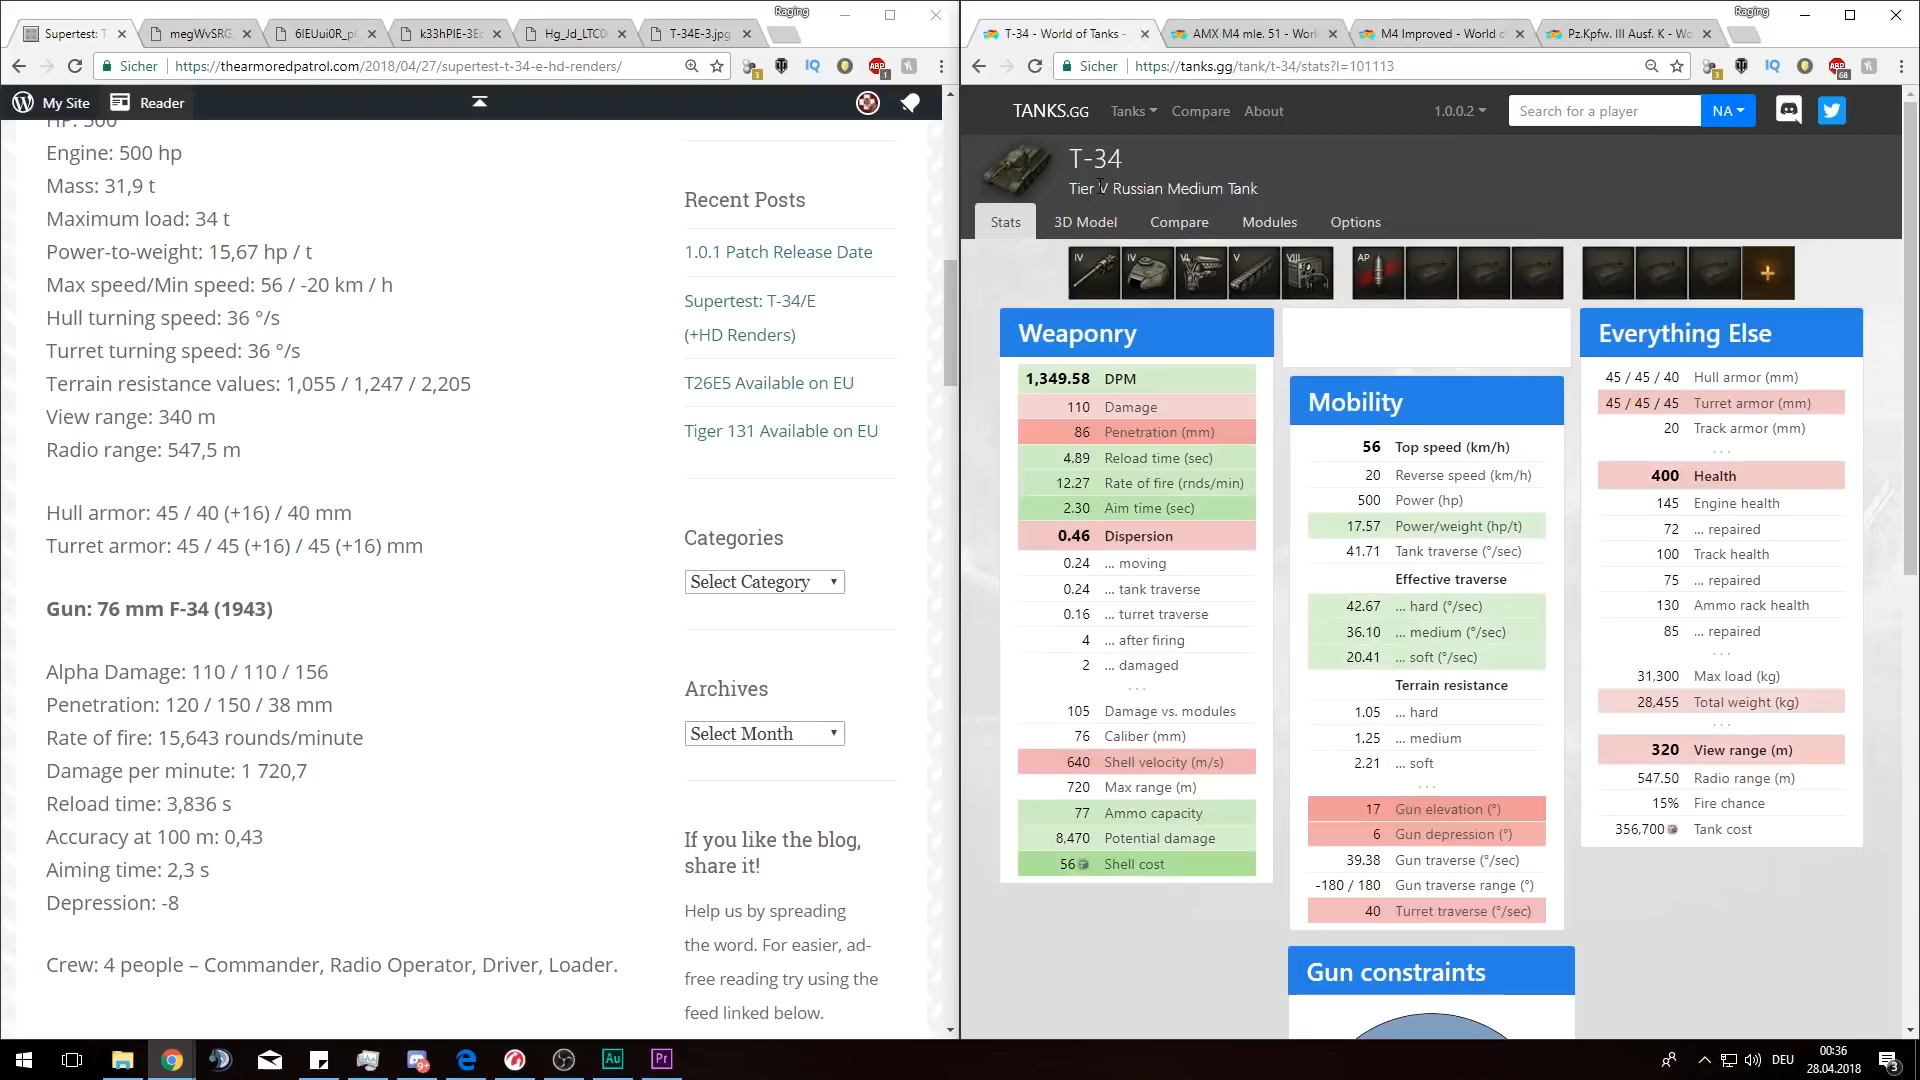 Raging
Supertest: T
megWvSRG
6IEUui0R_p
k33hPIE-3E
Hg_Jd_LTC0
T-34E-3.jpg
Sicher
https://thearmoredpatrol.com/2018/04/27/supertest-t-34-e-hd-renders/
My Site
Reader
HP: 500
Engine: 500 hp
Mass: 31,9 t
Maximum load: 34 t
Power-to-weight: 15,67 hp / t
Max speed/Min speed: 56 / -20 km / h
Hull turning speed: 36 °/s
Turret turning speed: 36 °/s
Terrain resistance values: 1,055 / 1,247 / 2,205
View range: 340 m
Radio range: 547,5 m
Hull armor: 45 / 40 (+16) / 40 mm
Turret armor: 45 / 45 (+16) / 45 (+16) mm
Gun: 76 mm F-34 (1943)
Alpha Damage: 110 / 110 / 156
Penetration: 120 / 150 / 38 mm
Rate of fire: 15,643 rounds/minute
Damage per minute: 1 720,7
Reload time: 3,836 s
Accuracy at 100 m: 0,43
Aiming time: 2,3 s
Depression: -8
Crew: 4 people – Commander, Radio Operator, Driver, Loader.
Recent Posts
1.0.1 Patch Release Date
Supertest: T-34/E
(+HD Renders)
T26E5 Available on EU
Tiger 131 Available on EU
Categories
Select Category
Archives
Select Month
If you like the blog,
share it!
Help us by spreading
the word. For easier, ad-
free reading try using the
feed linked below.
Raging
T-34 - World of Tanks -
AMX M4 mle. 51 - Worl
M4 Improved - World o
Pz.Kpfw. III Ausf. K - Wo
Sicher
https://tanks.gg/tank/t-34/stats?l=101113
TANKS.GG
Tanks
Compare
About
1.0.0.2
Search for a player
NA
T-34
Tier V Russian Medium Tank
Stats
3D Model
Compare
Modules
Options
IV
IV
VI
V
VIII
AP
Weaponry
1,349.58 DPM
110 Damage
86 Penetration (mm)
4.89 Reload time (sec)
12.27 Rate of fire (rnds/min)
2.30 Aim time (sec)
0.46 Dispersion
0.24 ... moving
0.24 ... tank traverse
0.16 ... turret traverse
4 ... after firing
2 ... damaged
...
105 Damage vs. modules
76 Caliber (mm)
640 Shell velocity (m/s)
720 Max range (m)
77 Ammo capacity
8,470 Potential damage
56 Shell cost
Mobility
56 Top speed (km/h)
20 Reverse speed (km/h)
500 Power (hp)
17.57 Power/weight (hp/t)
41.71 Tank traverse (°/sec)
Effective traverse
42.67 ... hard (°/sec)
36.10 ... medium (°/sec)
20.41 ... soft (°/sec)
Terrain resistance
1.05 ... hard
1.25 ... medium
2.21 ... soft
...
17 Gun elevation (°)
6 Gun depression (°)
39.38 Gun traverse (°/sec)
-180 / 180 Gun traverse range (°)
40 Turret traverse (°/sec)
Gun constraints
Everything Else
45 / 45 / 40 Hull armor (mm)
45 / 45 / 45 Turret armor (mm)
20 Track armor (mm)
...
400 Health
145 Engine health
72 ... repaired
100 Track health
75 ... repaired
130 Ammo rack health
85 ... repaired
...
31,300 Max load (kg)
28,455 Total weight (kg)
...
320 View range (m)
547.50 Radio range (m)
15% Fire chance
356,700 Tank cost
DEU
00:36
28.04.2018